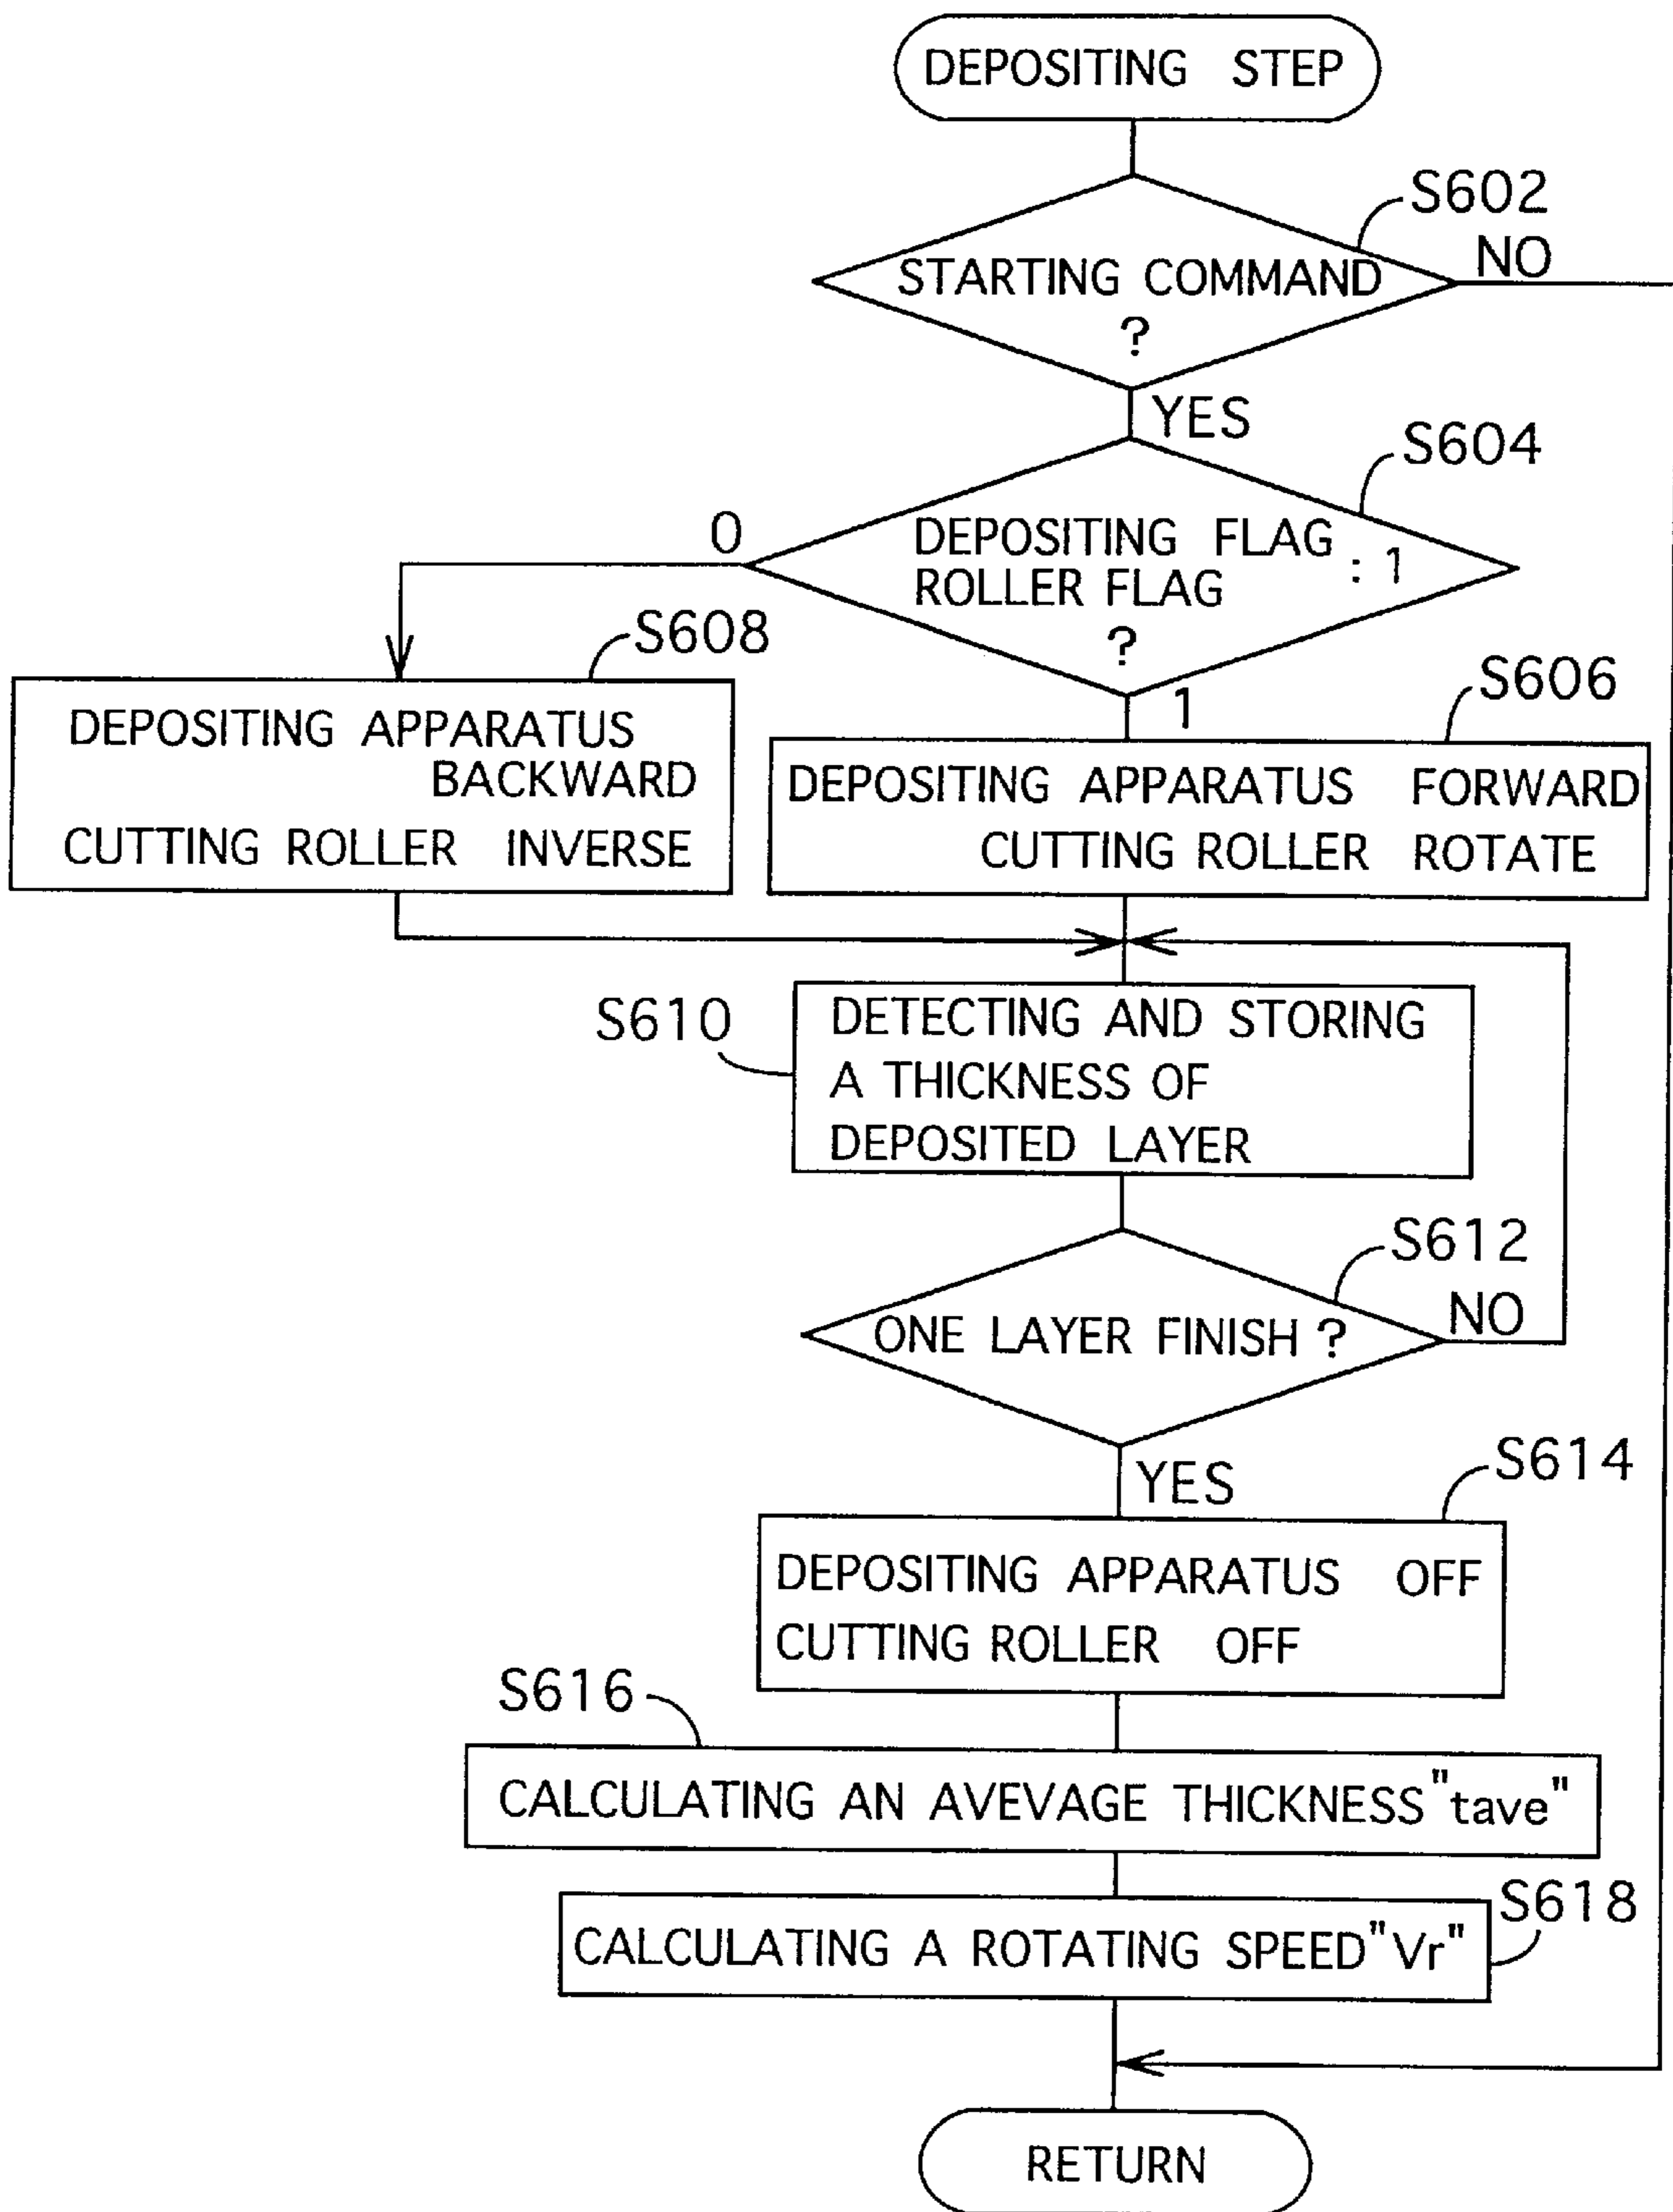 DEPOSITING STEP
S602
NO
STARTING COMMAND
?
YES
S604
0
DEPOSITING FLAG
ROLLER FLAG
: 1
?
1
S608
DEPOSITING APPARATUS
BACKWARD
CUTTING ROLLER INVERSE
S606
DEPOSITING APPARATUS FORWARD
CUTTING ROLLER ROTATE
S610
DETECTING AND STORING
A THICKNESS OF
DEPOSITED LAYER
S612
ONE LAYER FINISH ?
NO
YES
S614
DEPOSITING APPARATUS OFF
CUTTING ROLLER OFF
S616
CALCULATING AN AVEVAGE THICKNESS "tave"
S618
CALCULATING A ROTATING SPEED "Vr"
RETURN